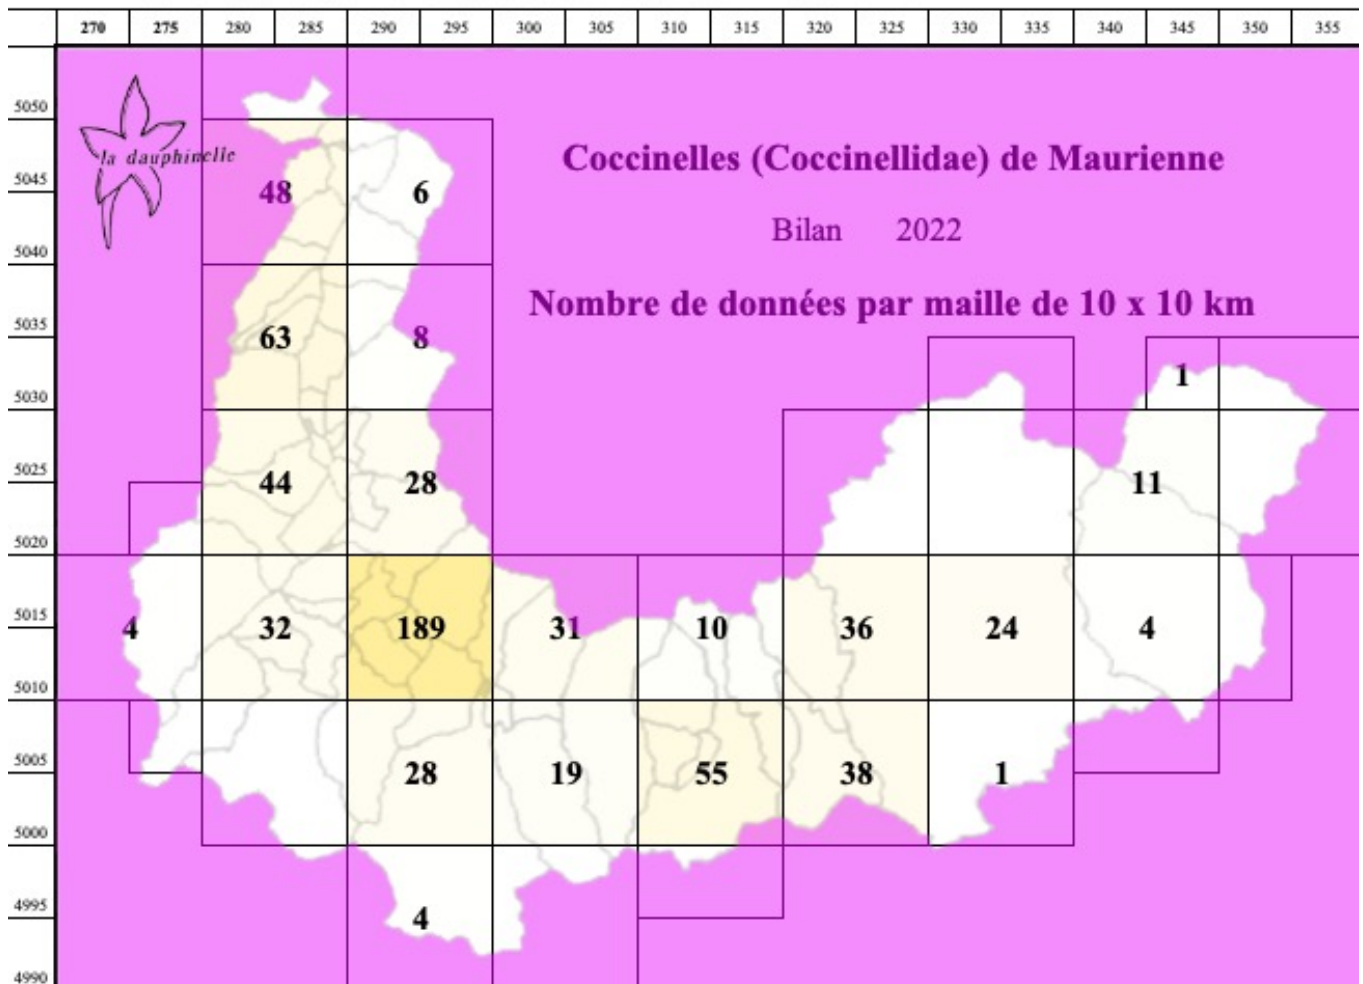 270 275 280 285 290 295 300 305 310 315 320 325 330 335 340 345 350 355
5050
la dauphinelle
Coccinelles (Coccinellidae) de Maurienne
5045
48 6
Bilan 2022
5040
Nombre de données par maille de 10 x 10 km
5035
63 8
1
5030
5025
44 28 11
5020
5015
4 32 189 31 10 36 24 4
5010
5005
28 19 55 38 1
5000
4995
4
4990